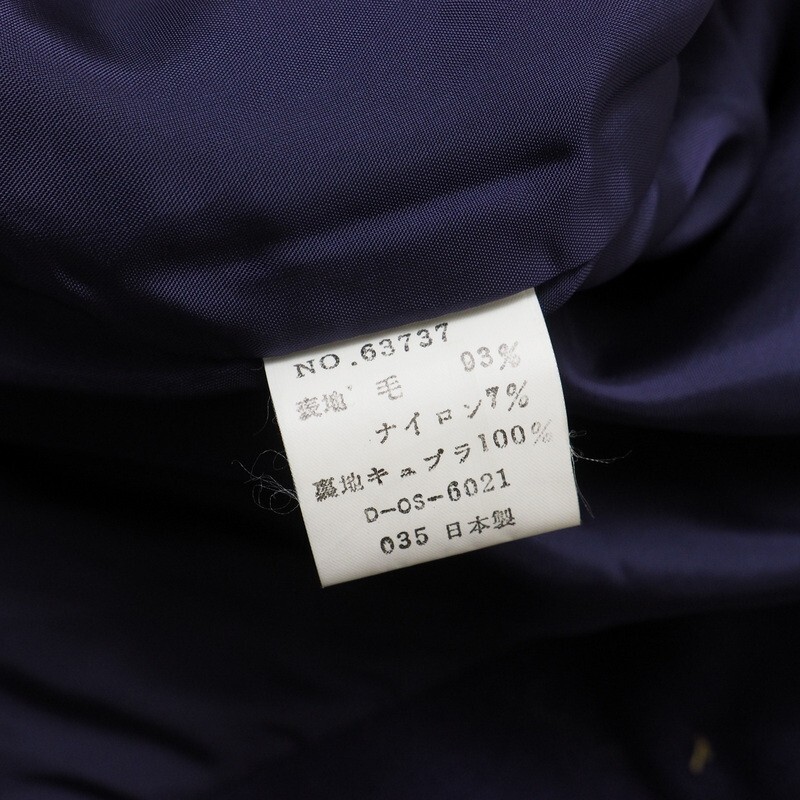 NO.63737
表地 毛 93%
ナイロン7%
裏地キュプラ100%
D-OS-6021
035 日本製